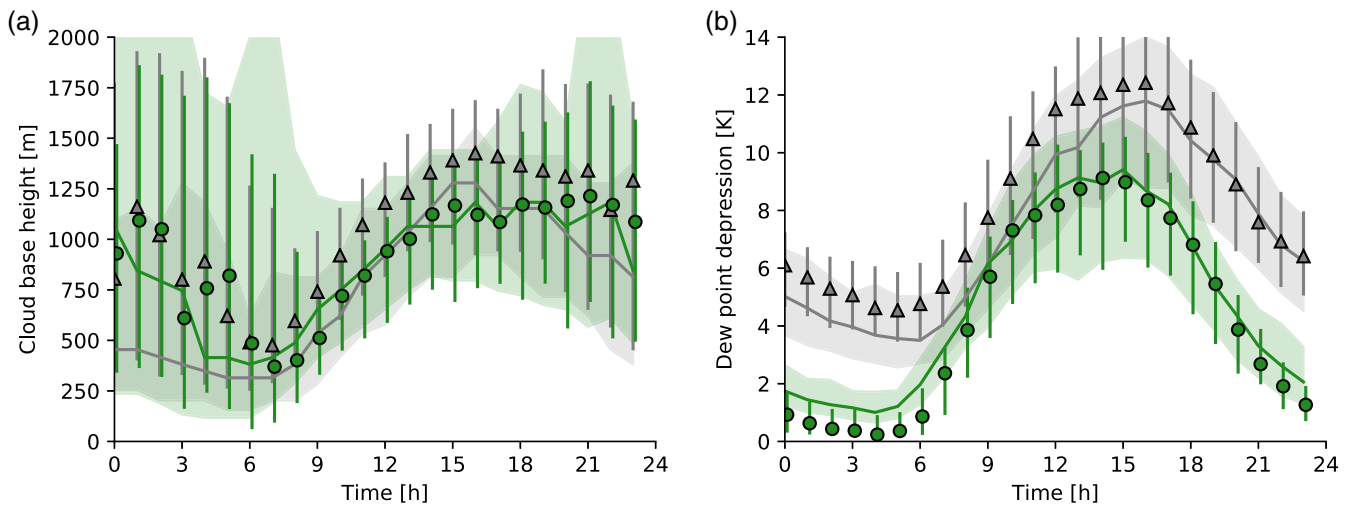 (a)
Cloud base height [m]
2000
1750
1500
1250
1000
750
500
250
0
0 3 6 9 12 15 18 21 24
Time [h]
(b)
Dew point depression [K]
14
12
10
8
6
4
2
0
0 3 6 9 12 15 18 21 24
Time [h]